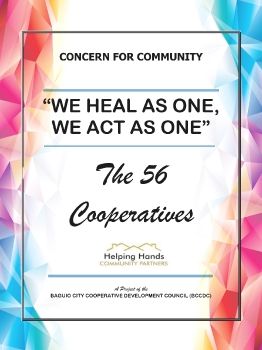 CONCERN FOR COMMUNITY
“WE HEAL AS ONE,
WE ACT AS ONE”
The 56
Cooperatives
Helping Hands
COMMUNITY PARTNERS
A Project of the
BAGUIO CITY COOPERATIVE DEVELOPMENT COUNCIL (BCCDC)